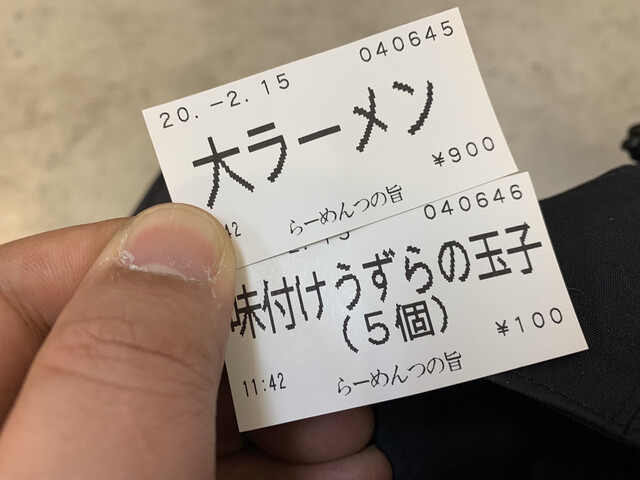 20.-2.15 040645
大ラーメン
¥900
42 らーめんつの旨
040646
味付けうずらの玉子
(5個)
¥100
11:42 らーめんつの旨